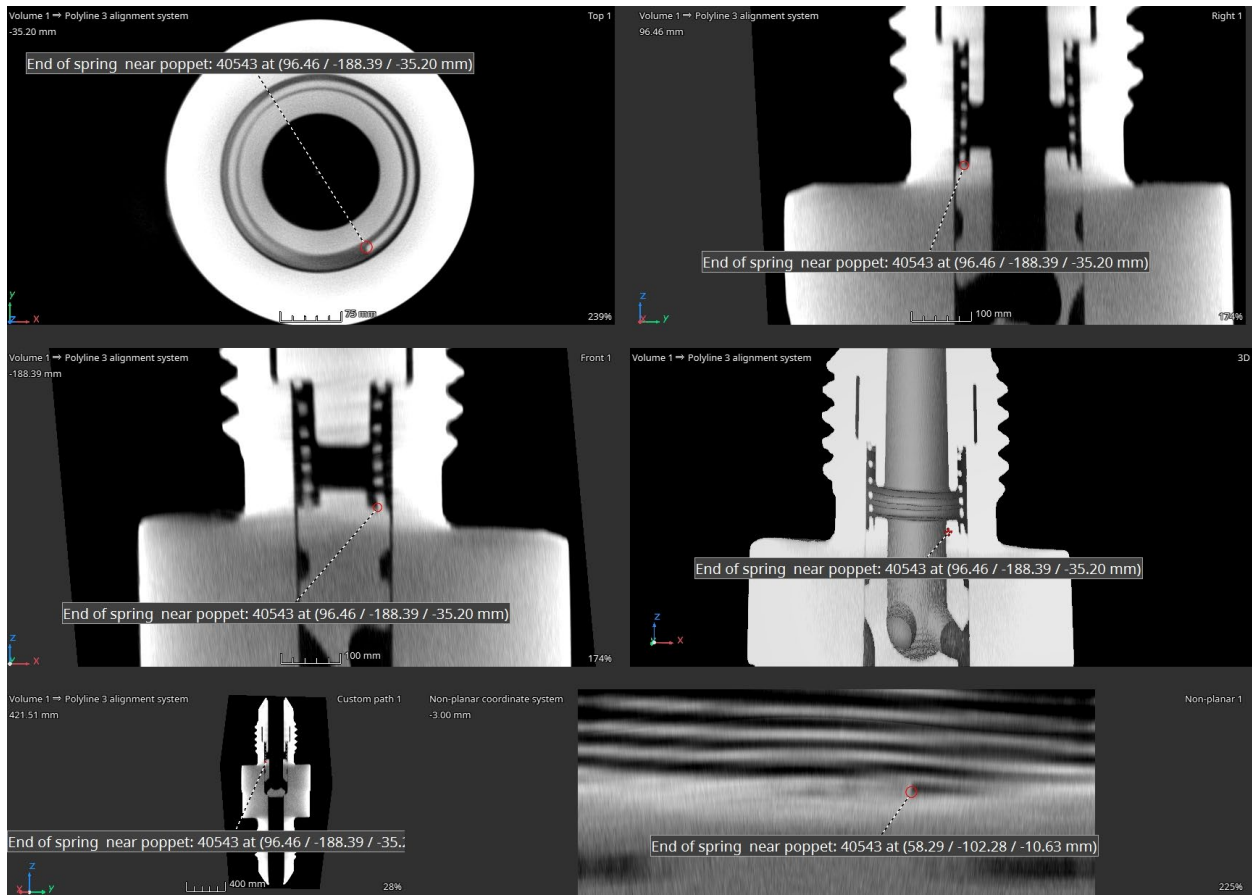 Volume 1 ⇒ Polyline 3 alignment system
Top 1
-35.20 mm
End of spring  near poppet: 40543 at (96.46 / -188.39 / -35.20 mm)
y
z
x
75 mm
239%
Volume 1 ⇒ Polyline 3 alignment system
Right 1
96.46 mm
End of spring  near poppet: 40543 at (96.46 / -188.39 / -35.20 mm)
z
x
y
100 mm
174%
Volume 1 ⇒ Polyline 3 alignment system
Front 1
-188.39 mm
End of spring  near poppet: 40543 at (96.46 / -188.39 / -35.20 mm)
z
y
x
100 mm
174%
Volume 1 ⇒ Polyline 3 alignment system
3D
End of spring  near poppet: 40543 at (96.46 / -188.39 / -35.20 mm)
z
y
x
Volume 1 ⇒ Polyline 3 alignment system
Custom path 1
421.51 mm
End of spring  near poppet: 40543 at (96.46 / -188.39 / -35.2
z
x
y
400 mm
28%
Non-planar coordinate system
Non-planar 1
-3.00 mm
End of spring  near poppet: 40543 at (58.29 / -102.28 / -10.63 mm)
225%